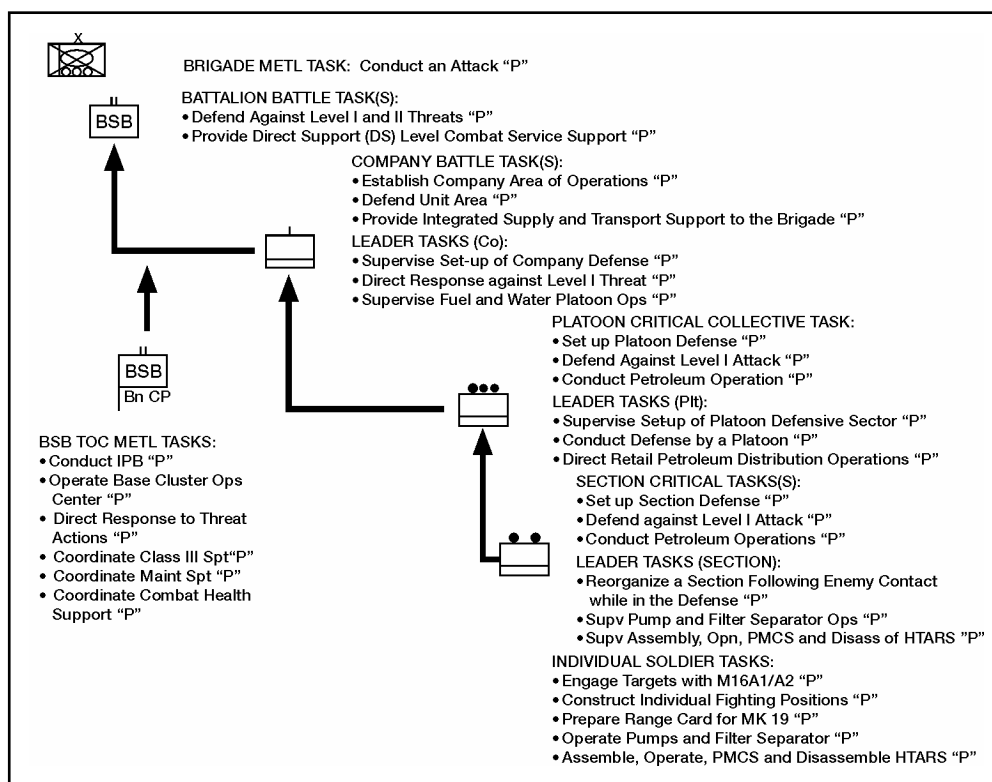 X
BRIGADE METL TASK: Conduct an Attack “P”
BSB
BATTALION BATTLE TASK(S):
• Defend Against Level I and II Threats “P”
• Provide Direct Support (DS) Level Combat Service Support “P”
COMPANY BATTLE TASK(S):
• Establish Company Area of Operations “P”
• Defend Unit Area “P”
• Provide Integrated Supply and Transport Support to the Brigade “P”
LEADER TASKS (Co):
• Supervise Set-up of Company Defense “P”
• Direct Response against Level I Threat “P”
• Supervise Fuel and Water Platoon Ops “P”
BSB
Bn CP
PLATOON CRITICAL COLLECTIVE TASK:
• Set up Platoon Defense “P”
• Defend Against Level I Attack “P”
• Conduct Petroleum Operation “P”
LEADER TASKS (Plt):
• Supervise Set-up of Platoon Defensive Sector “P”
• Conduct Defense by a Platoon “P”
• Direct Retail Petroleum Distribution Operations “P”
BSB TOC METL TASKS:
• Conduct IPB “P”
• Operate Base Cluster Ops
Center “P”
• Direct Response to Threat
Actions “P”
• Coordinate Class III Spt“P”
• Coordinate Maint Spt “P”
• Coordinate Combat Health
Support “P”
SECTION CRITICAL TASKS(S):
• Set up Section Defense “P”
• Defend against Level I Attack “P”
• Conduct Petroleum Operations “P”
LEADER TASKS (SECTION):
• Reorganize a Section Following Enemy Contact
while in the Defense “P”
• Supv Pump and Filter Separator Ops “P”
• Supv Assembly, Opn, PMCS and Disass of HTARS ”P”
INDIVIDUAL SOLDIER TASKS:
• Engage Targets with M16A1/A2 “P”
• Construct Individual Fighting Positions “P”
• Prepare Range Card for MK 19 “P”
• Operate Pumps and Filter Separator “P”
• Assemble, Operate, PMCS and Disassemble HTARS “P”